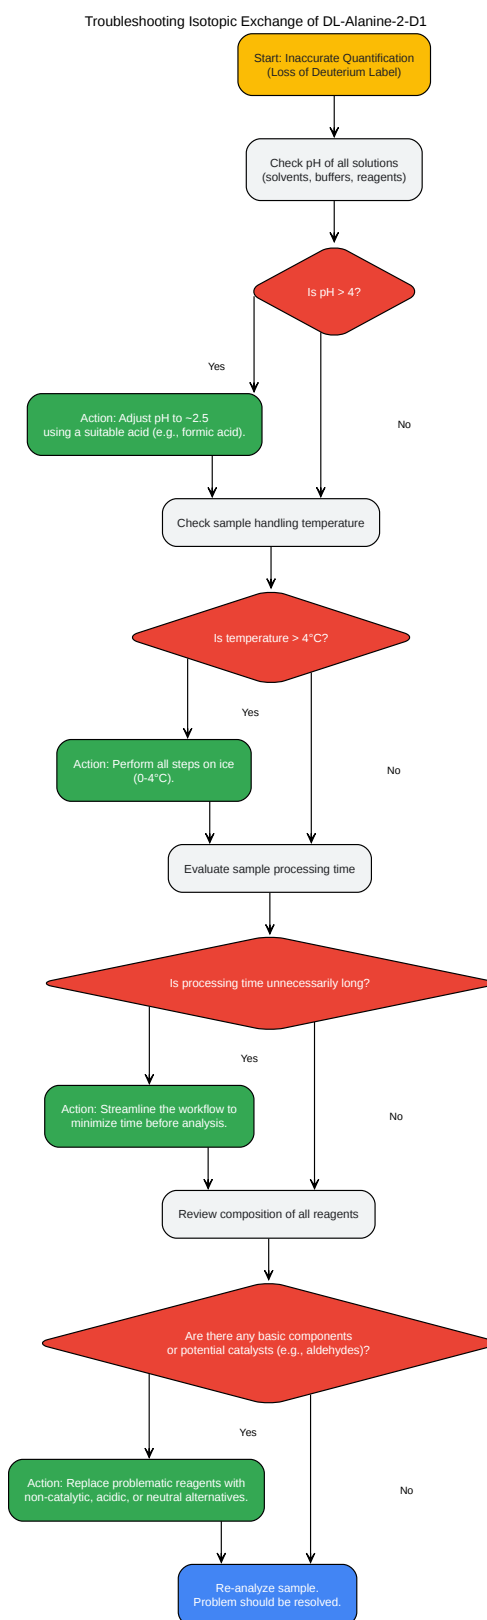 Troubleshooting Isotopic Exchange of DL-Alanine-2-D1
Start: Inaccurate Quantification
(Loss of Deuterium Label)
Check pH of all solutions
(solvents, buffers, reagents)
Is pH > 4?
Yes
Action: Adjust pH to ~2.5
using a suitable acid (e.g., formic acid).
No
Check sample handling temperature
Is temperature > 4°C?
Yes
Action: Perform all steps on ice
(0-4°C).
No
Evaluate sample processing time
Is processing time unnecessarily long?
Yes
Action: Streamline the workflow to
minimize time before analysis.
No
Review composition of all reagents
Are there any basic components
or potential catalysts (e.g., aldehydes)?
Yes
Action: Replace problematic reagents with
non-catalytic, acidic, or neutral alternatives.
No
Re-analyze sample.
Problem should be resolved.